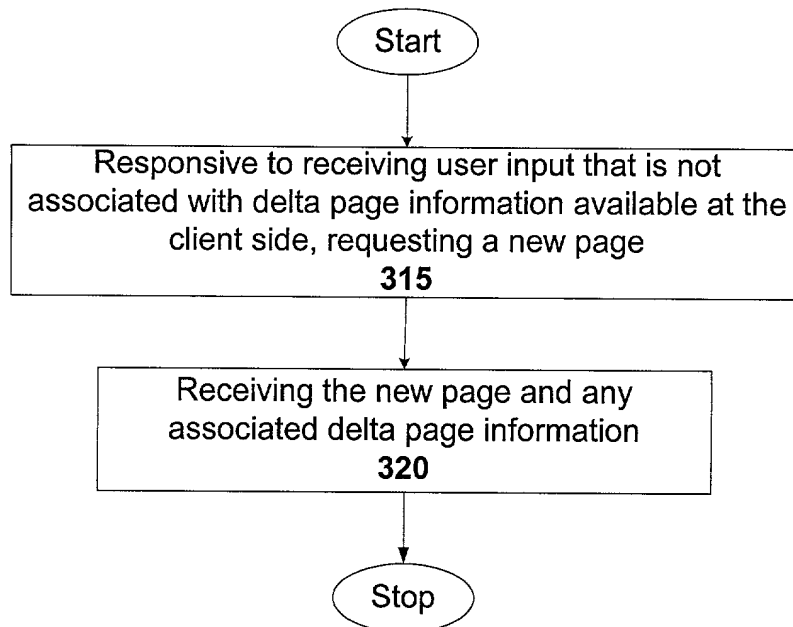 Start
Responsive to receiving user input that is not
associated with delta page information available at the
client side, requesting a new page
315
Receiving the new page and any
associated delta page information
320
Stop